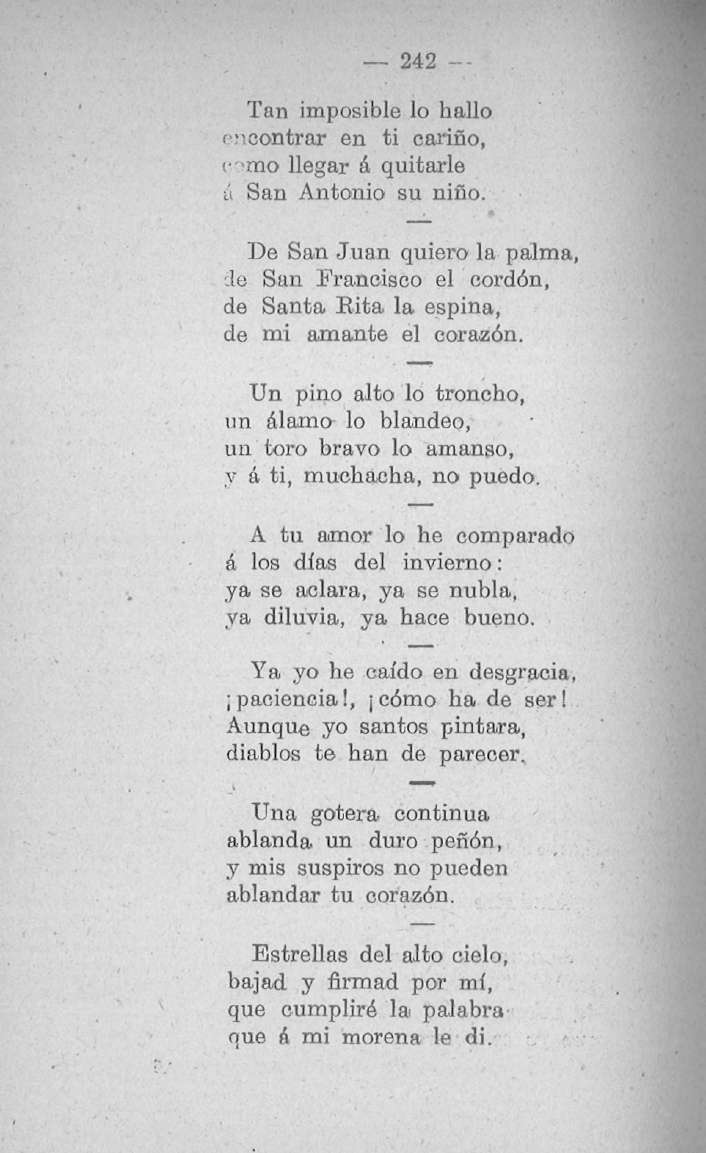 — 242 —
Tan imposible lo hallo
encontrar en ti cariño,
como llegar á quitarle
á San Antonio su niño.
—
De San Juan quiero la palma,
de San Francisco el cordón,
de Santa Rita la espina,
de mi amante el corazón.
—
Un pino alto lo troncho,
un álamo lo blandeo,
un toro bravo lo amanso,
y á ti, muchacha, no puedo.
—
A tu amor lo he comparado
á los días del invierno:
ya se aclara, ya se nubla,
ya diluvia, ya hace bueno.
—
Ya yo he caído en desgracia,
¡paciencia!, ¡cómo ha de ser!
Aunque yo santos pintara,
diablos te han de parecer.
—
Una gotera continua
ablanda un duro peñón,
y mis suspiros no pueden
ablandar tu corazón.
—
Estrellas del alto cielo,
bajad y firmad por mí,
que cumpliré la palabra
que á mi morena le di.